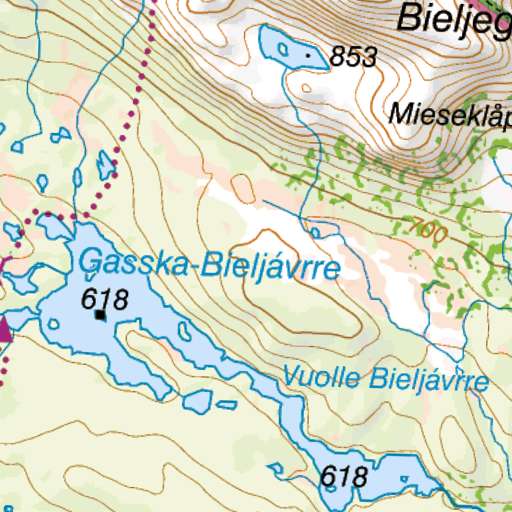 Bieljeg
853
Mieseklåp
700
Gasska-Bieljávrre
618
Vuolle Bieljávrre
618